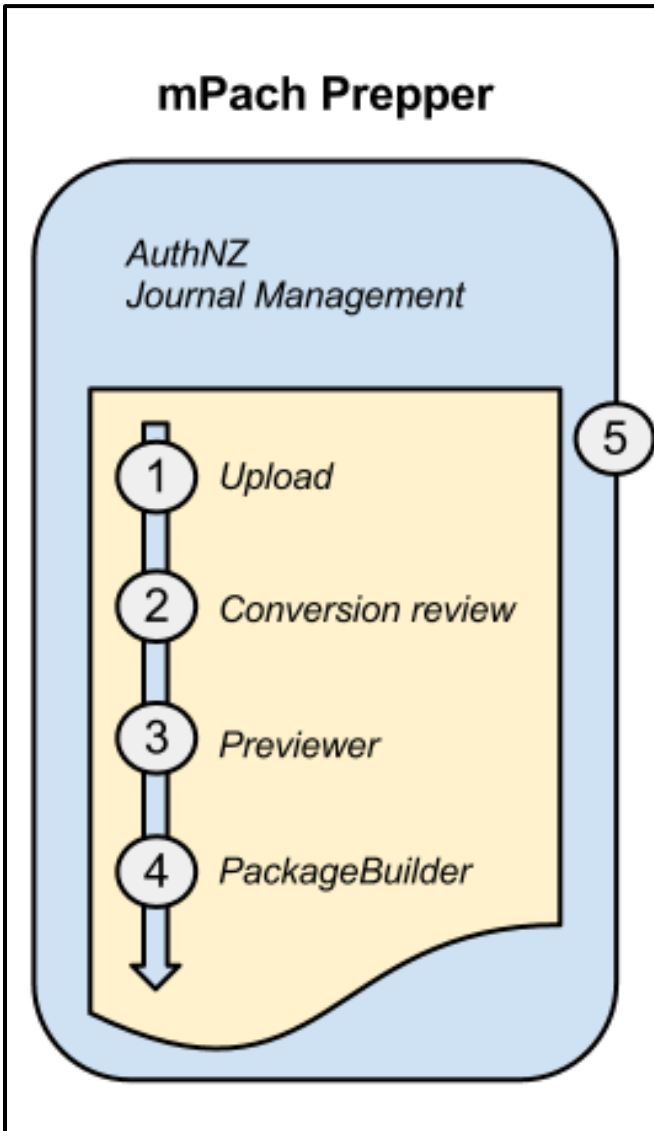 mPach Prepper
AuthNZ
Journal Management
5
1 Upload
2 Conversion review
3 Previewer
4 PackageBuilder